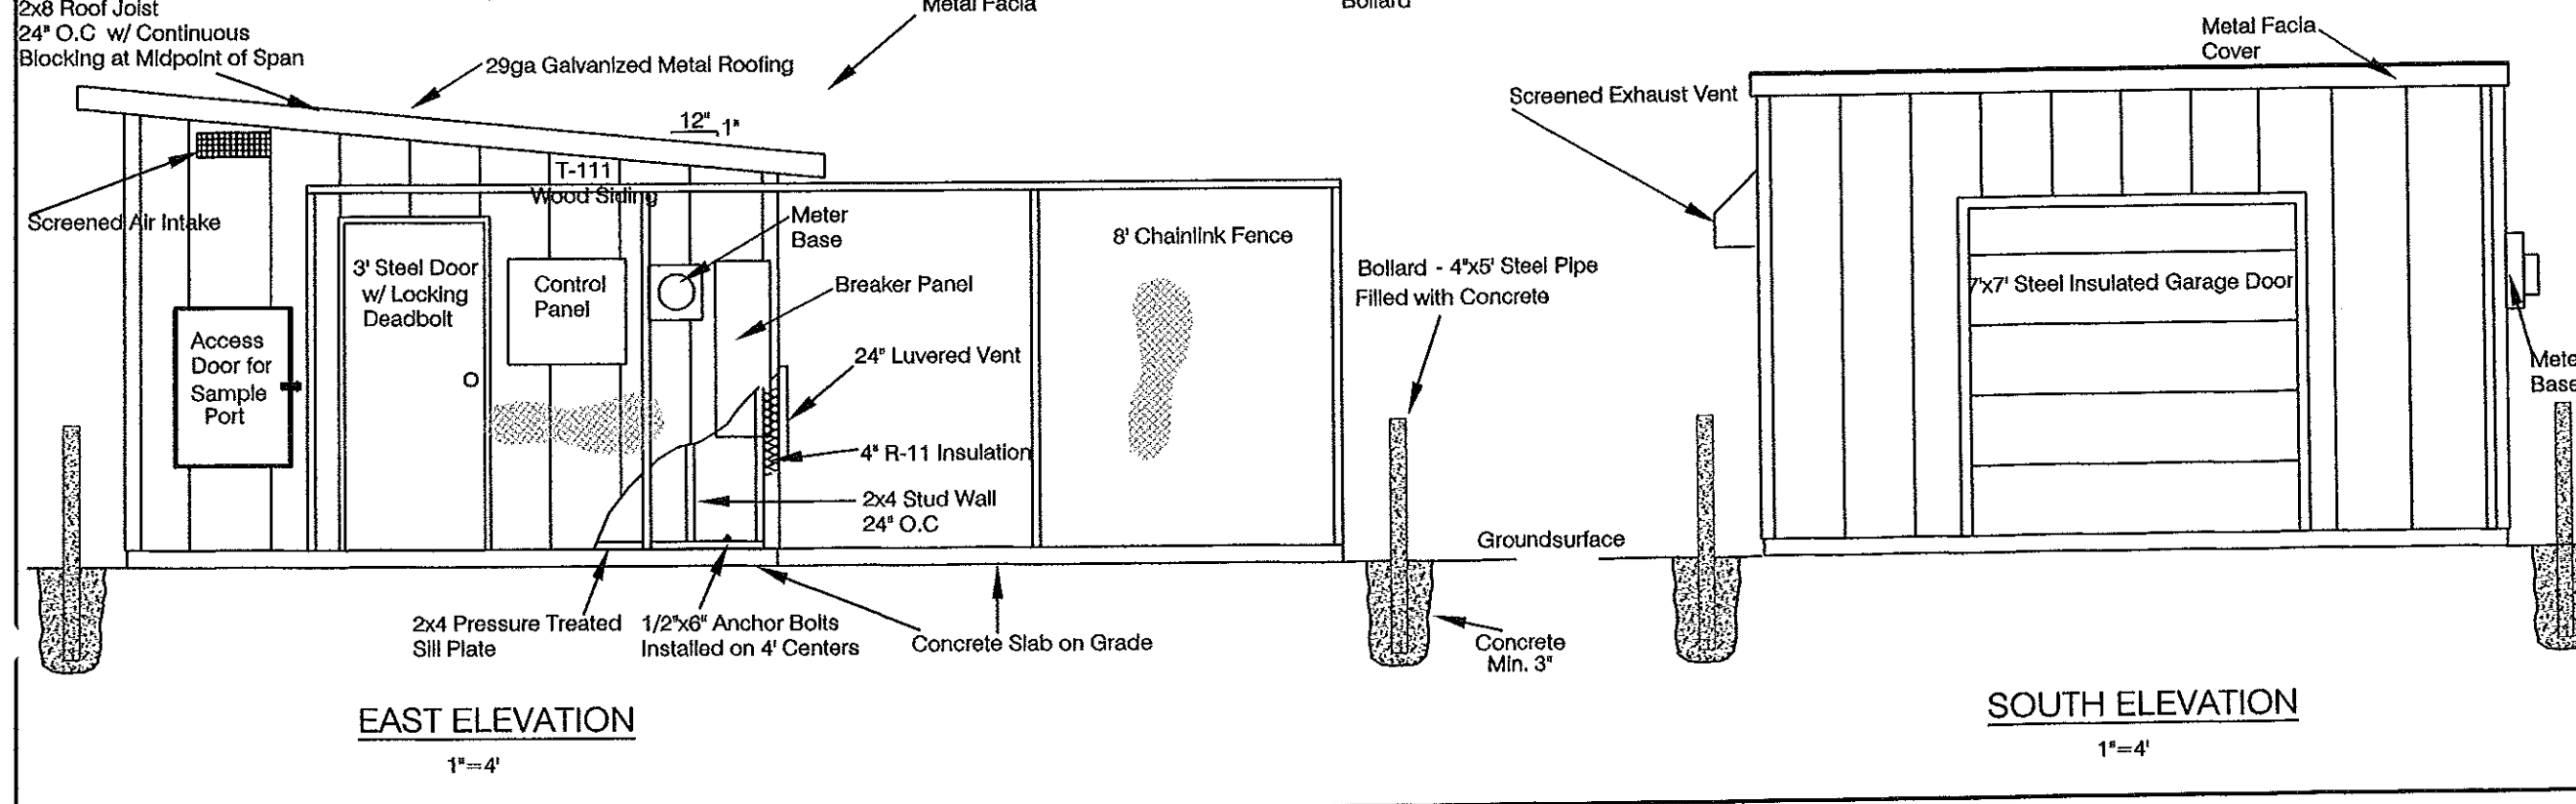 2x8 Roof Joist
24" O.C w/ Continuous
Blocking at Midpoint of Span
29ga Galvanized Metal Roofing
Metal Facia
Bollard
12"
1"
T-111
Wood Siding
Screened Air Intake
3' Steel Door
w/ Locking
Deadbolt
Control
Panel
Meter
Base
Breaker Panel
8' Chainlink Fence
Access
Door for
Sample
Port
24" Luvered Vent
4" R-11 Insulation
2x4 Stud Wall
24" O.C
Bollard - 4"x5' Steel Pipe
Filled with Concrete
Groundsurface
2x4 Pressure Treated
Sill Plate
1/2"x6" Anchor Bolts
Installed on 4' Centers
Concrete Slab on Grade
Concrete
Min. 3"
EAST ELEVATION
1"=4'
Metal Facia
Cover
Screened Exhaust Vent
7'x7' Steel Insulated Garage Door
Mete
Base
SOUTH ELEVATION
1"=4'